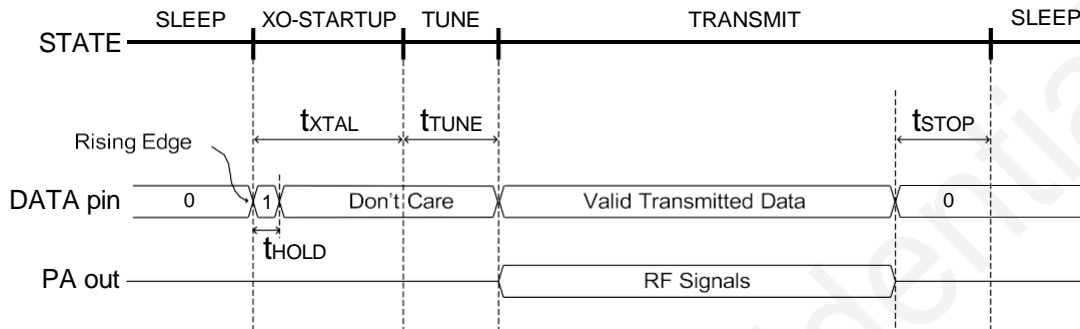 SLEEP XO-STARTUP TUNE TRANSMIT SLEEP
STATE
tXTAL tTUNE tSTOP
Rising Edge
DATA pin 0 1 Don't Care Valid Transmitted Data 0
tHOLD
PA out RF Signals